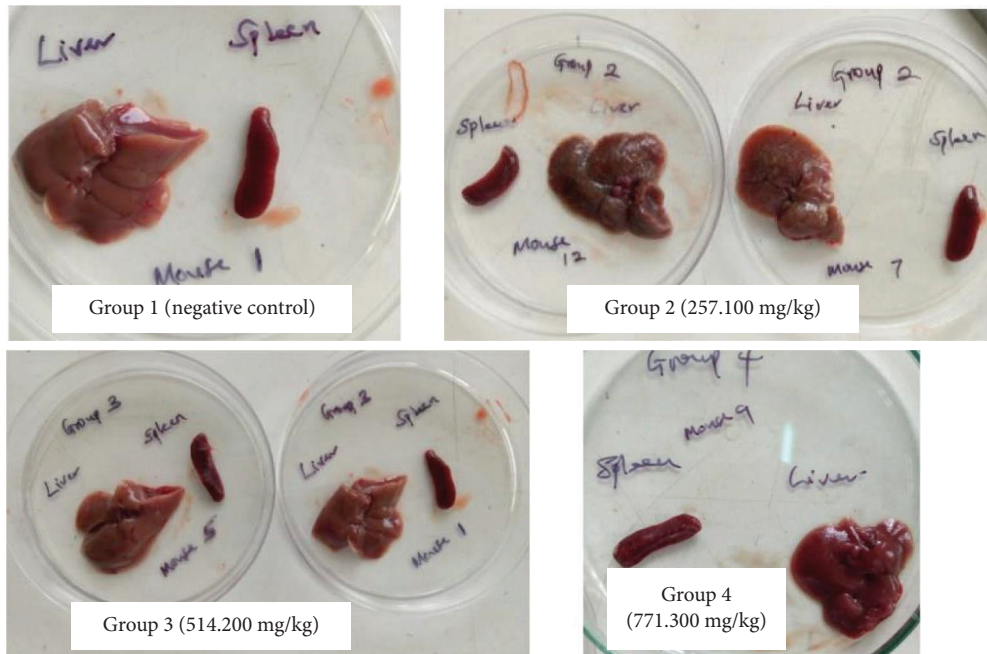 Liver Spleen
Mouse 1
Group 1 (negative control)
Group 2
Liver
Spleen
Mouse
12
Group 2
Liver
Spleen
Mouse 7
Group 2 (257.100 mg/kg)
Group 3
Spleen
Liver
Mouse 5
Group 3
Spleen
Liver
Mouse 1
Group 3 (514.200 mg/kg)
Group 4
Mouse 9
Spleen
Liver
Group 4
(771.300 mg/kg)